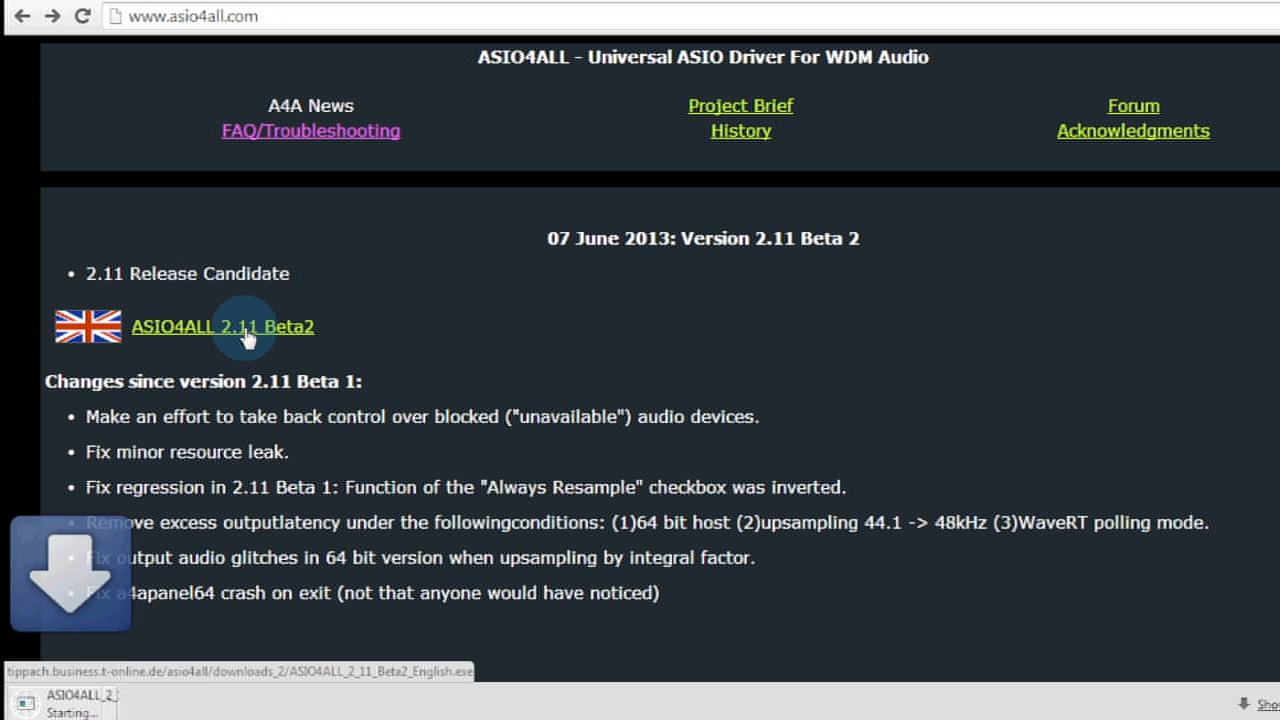 www.asio4all.com
ASIO4ALL - Universal ASIO Driver For WDM Audio
A4A News Project Brief Forum
FAQ/Troubleshooting History Acknowledgments
07 June 2013: Version 2.11 Beta 2
• 2.11 Release Candidate
ASIO4ALL 2.11 Beta2
Changes since version 2.11 Beta 1:
• Make an effort to take back control over blocked ("unavailable") audio devices.
• Fix minor resource leak.
• Fix regression in 2.11 Beta 1: Function of the "Always Resample" checkbox was inverted.
• Remove excess outputlatency under the followingconditions: (1)64 bit host (2)upsampling 44.1 -> 48kHz (3)WaveRT polling mode.
• Fix output audio glitches in 64 bit version when upsampling by integral factor.
• Fix a4apanel64 crash on exit (not that anyone would have noticed)
tippach.business.t-online.de/asio4all/downloads_2/ASIO4ALL_2_11_Beta2_English.exe
ASIO4ALL_2_
Starting...
Sho